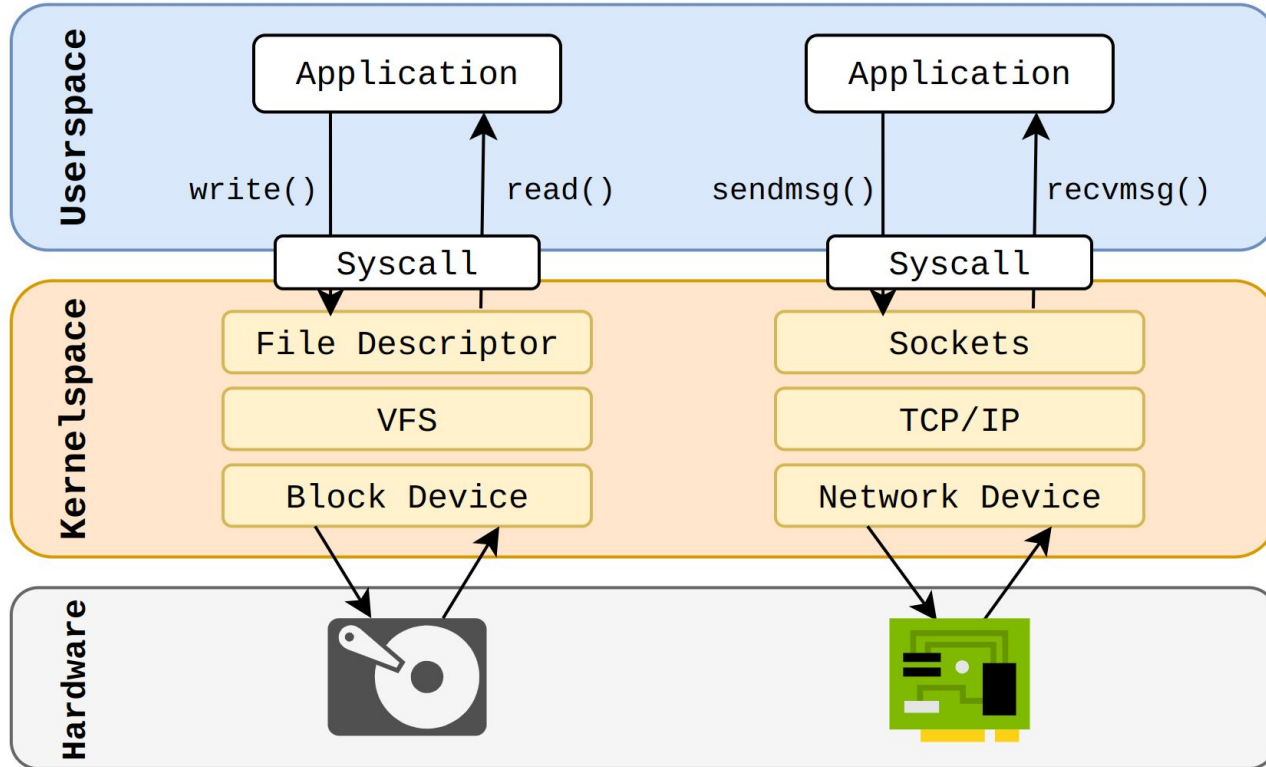 Userspace
Application
Application
write()
read()
sendmsg()
recvmsg()
Syscall
Syscall
Kernelspace
File Descriptor
Sockets
VFS
TCP/IP
Block Device
Network Device
Hardware